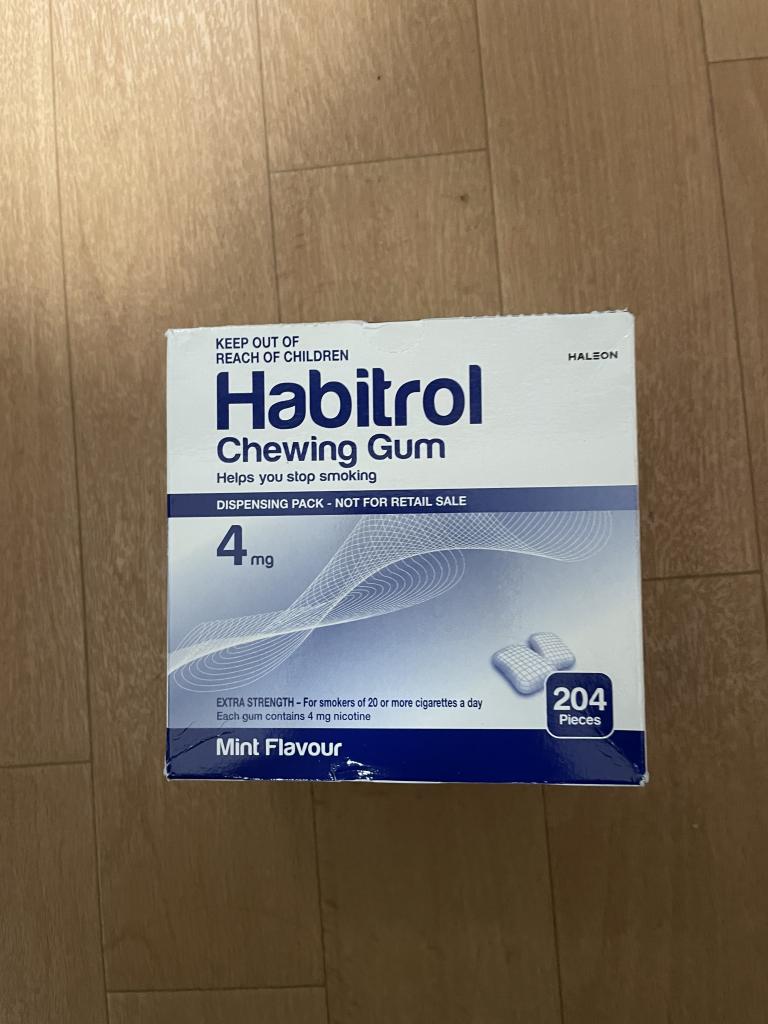 KEEP OUT OF
REACH OF CHILDREN
HALEON
Habitrol
Chewing Gum
Helps you stop smoking
DISPENSING PACK - NOT FOR RETAIL SALE
4 mg
EXTRA STRENGTH – For smokers of 20 or more cigarettes a day
Each gum contains 4 mg nicotine
204
Pieces
Mint Flavour